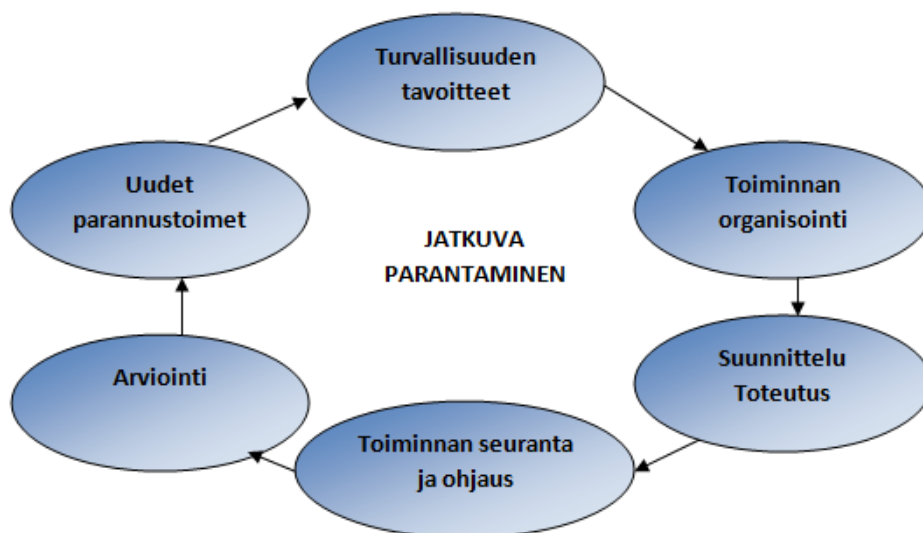 Turvallisuuden
tavoitteet
Toiminnan
organisointi
Suunnittelu
Toteutus
Toiminnan seuranta
ja ohjaus
Arviointi
Uudet
parannustoimet
JATKUVA
PARANTAMINEN